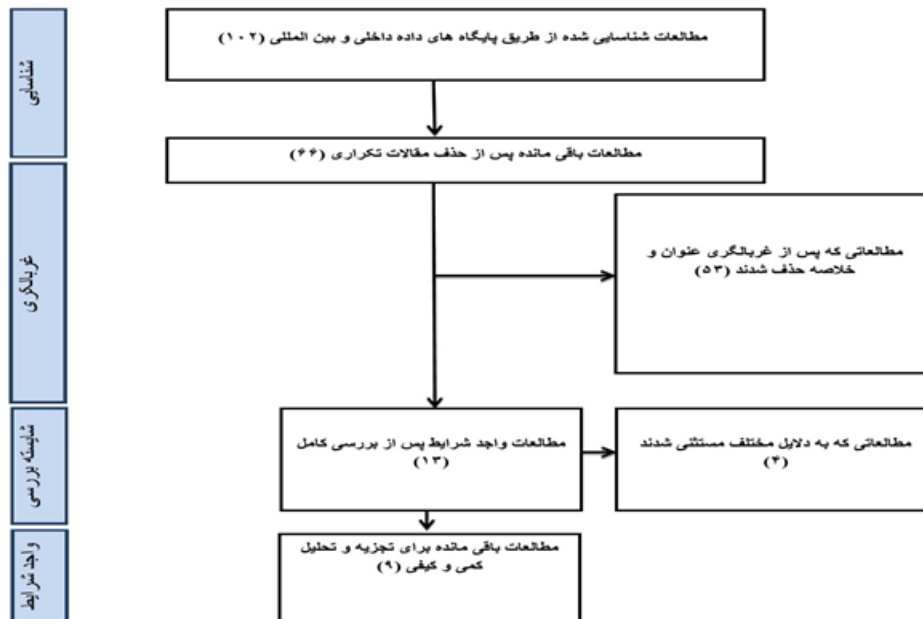 شناسایی
مطالعات شناسایی شده از طریق پایگاه های داده داخلی و بین المللی (۱۰۲)
مطالعات باقی مانده پس از حذف مقالات تکراری (۶۶)
غربالگری
مطالعاتی که پس از غربالگری عنوان و
خلاصه حذف شدند (۵۳)
شایسته بررسی
مطالعات واجد شرایط پس از بررسی کامل
(۱۳)
مطالعاتی که به دلایل مختلف مستثنی شدند
(۴)
واجد شرایط
مطالعات باقی مانده برای تجزیه و تحلیل
کمی و کیفی (۹)